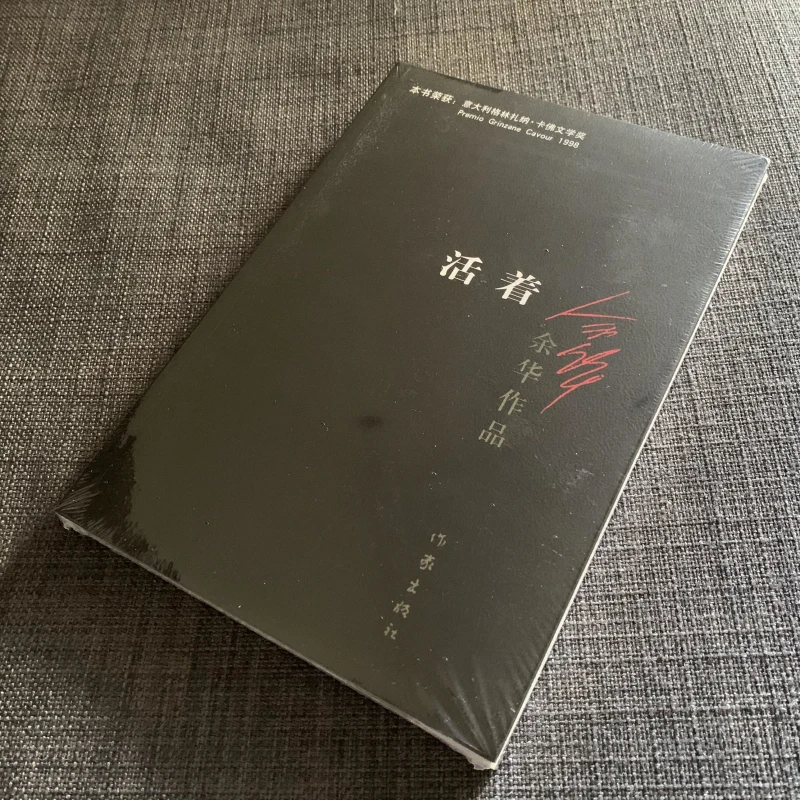 本书荣获：意大利格林扎纳·卡佛文学奖
Premio Grinzane Cavour 1998
活着
余华作品
作家出版社